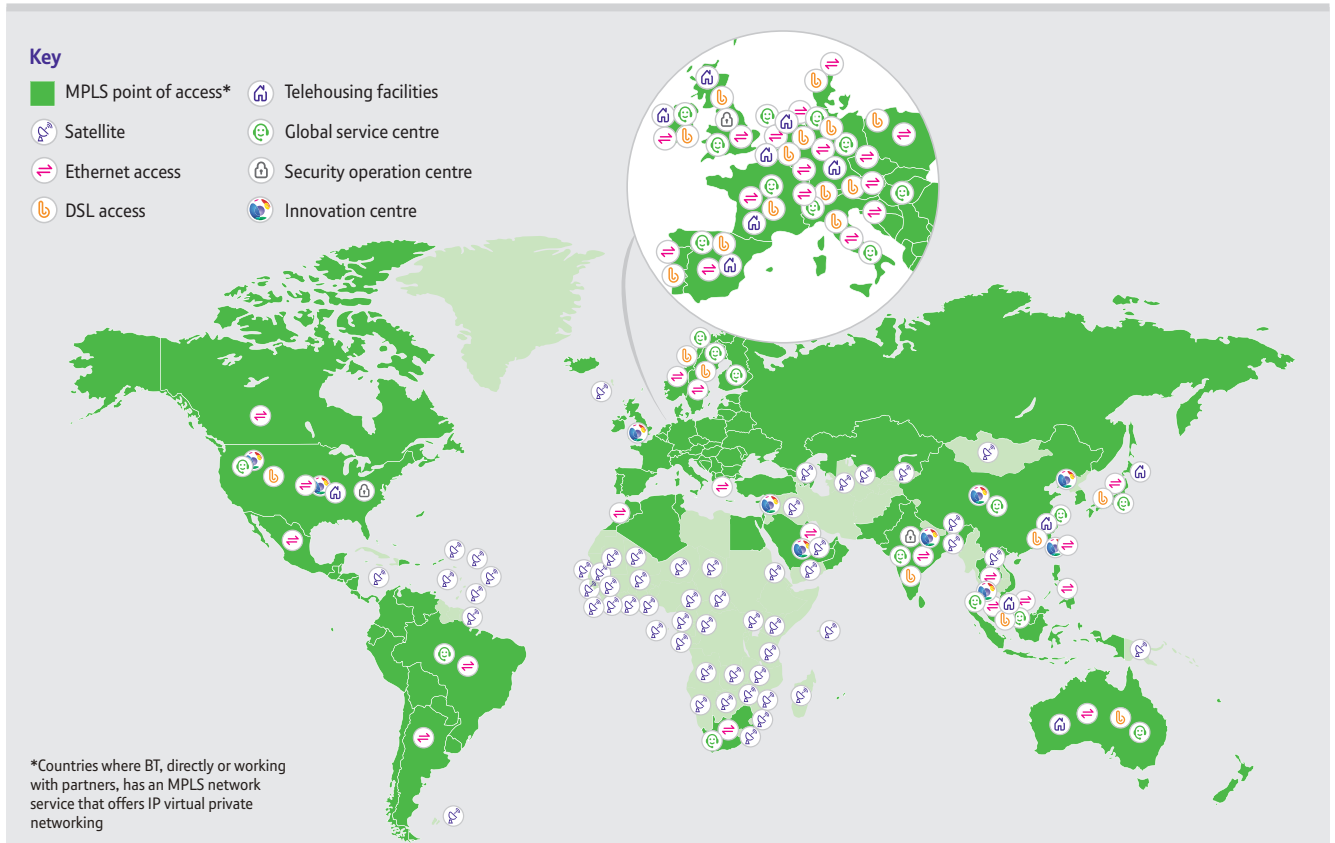 Key
MPLS point of access*
Satellite
Ethernet access
DSL access
Telehousing facilities
Global service centre
Security operation centre
Innovation centre
*Countries where BT, directly or working
with partners, has an MPLS network
service that offers IP virtual private
networking